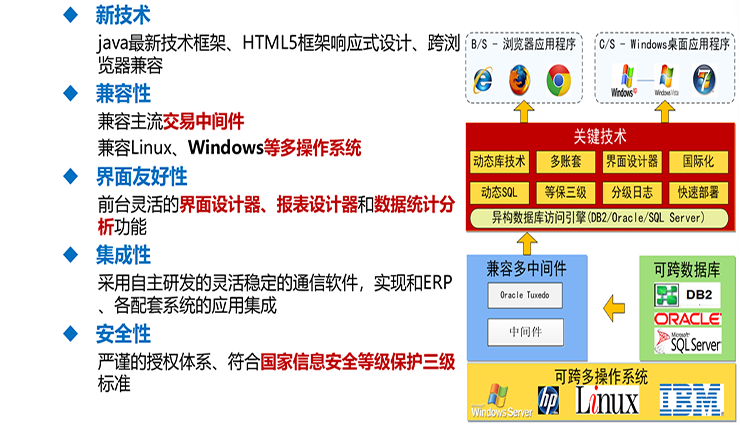 新技术
java最新技术框架、HTML5框架响应式设计、跨浏
览器兼容
兼容性
兼容主流交易中间件
兼容Linux、Windows等多操作系统
界面友好性
前台灵活的界面设计器、报表设计器和数据统计分
析功能
集成性
采用自主研发的灵活稳定的通信软件，实现和ERP
、各配套系统的应用集成
安全性
严谨的授权体系、符合国家信息安全等级保护三级
标准
B/S - 浏览器应用程序
C/S - Windows桌面应用程序
Windows XP
Windows Vista
7
关键技术
动态库技术
多账套
界面设计器
国际化
动态SQL
等保三级
分级日志
快速部署
异构数据库访问引擎(DB2/Oracle/SQL Server)
兼容多中间件
Oracle Tuxedo
中间件
可跨数据库
DB2
ORACLE
Microsoft
SQL Server
可跨多操作系统
Windows Server
hp
Linux
IBM